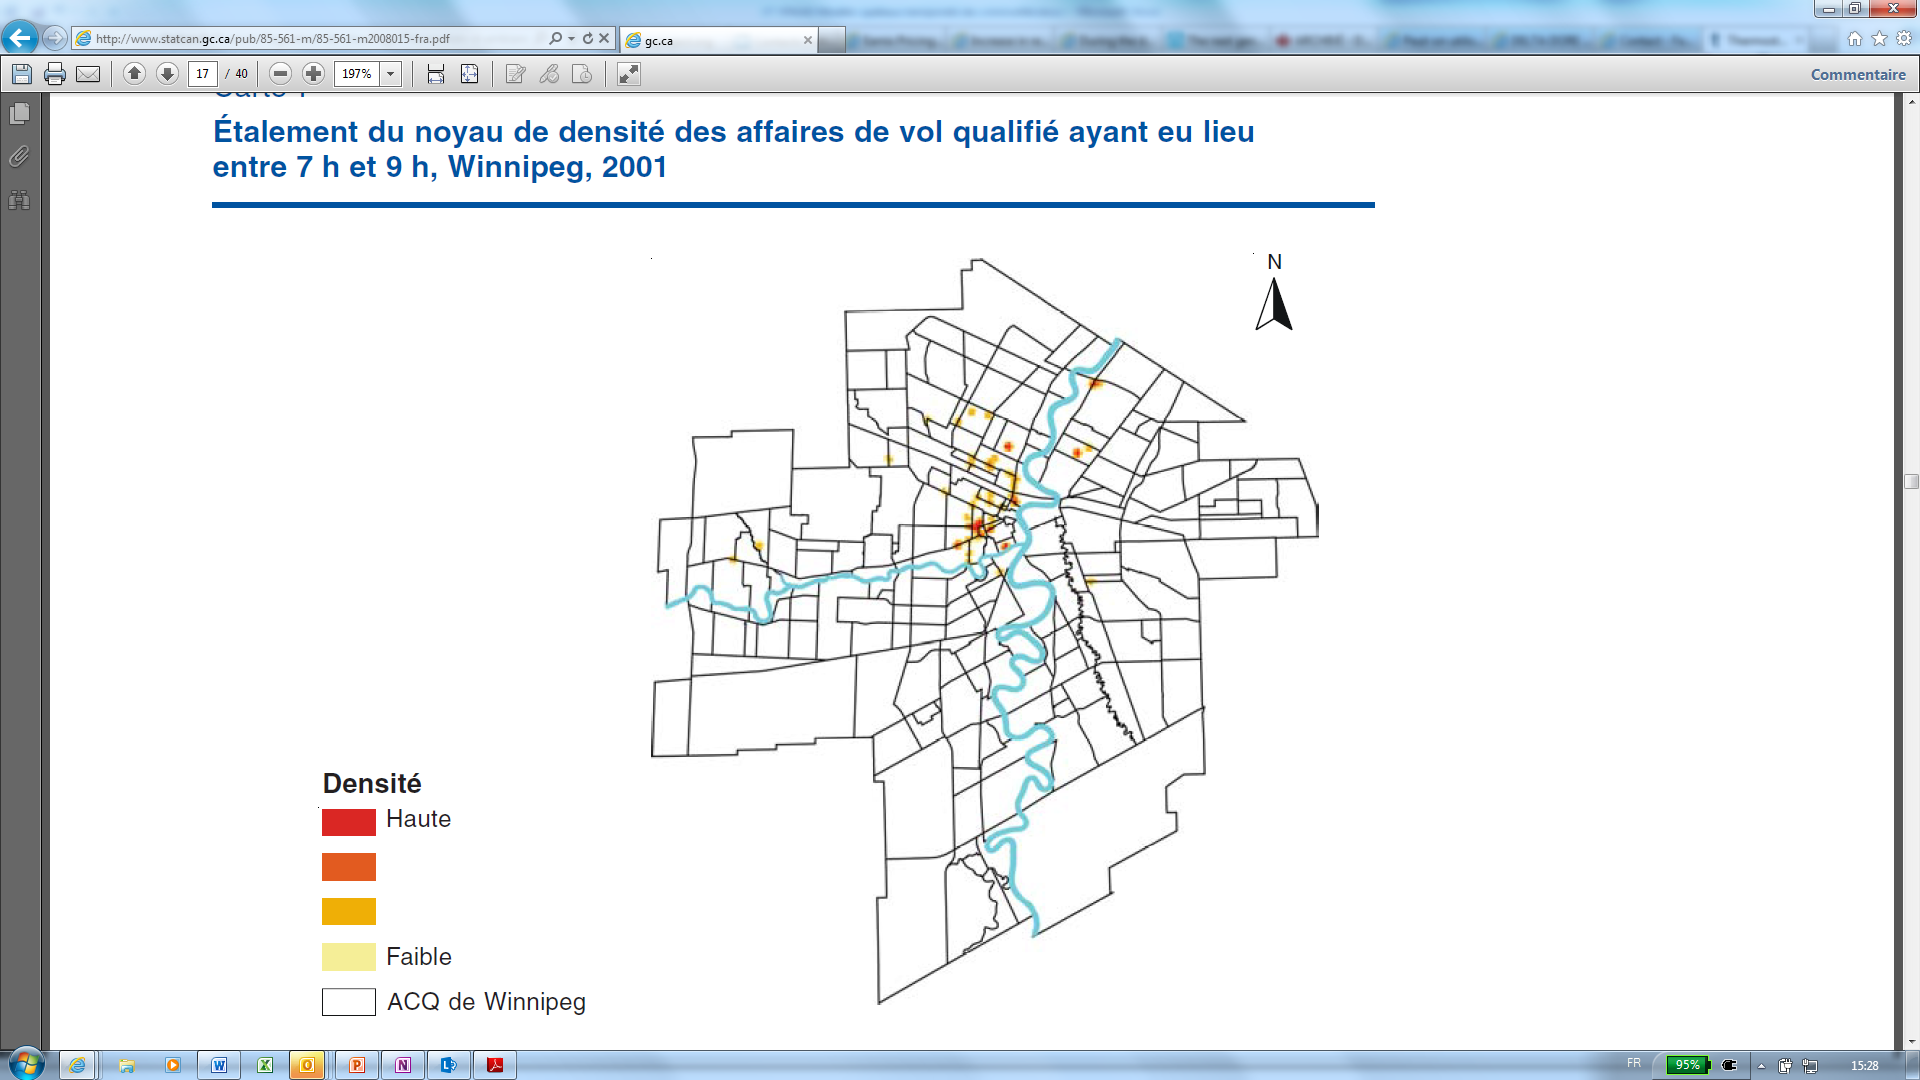 http://www.statcan.gc.ca/pub/85-561-m/85-561-m2008015-fra.pdf
gc.ca
17 / 40
197%
Commentaire
Étalement du noyau de densité des affaires de vol qualifié ayant eu lieu
entre 7 h et 9 h, Winnipeg, 2001
N
Densité
Haute
Faible
ACQ de Winnipeg
FR
95%
15:28